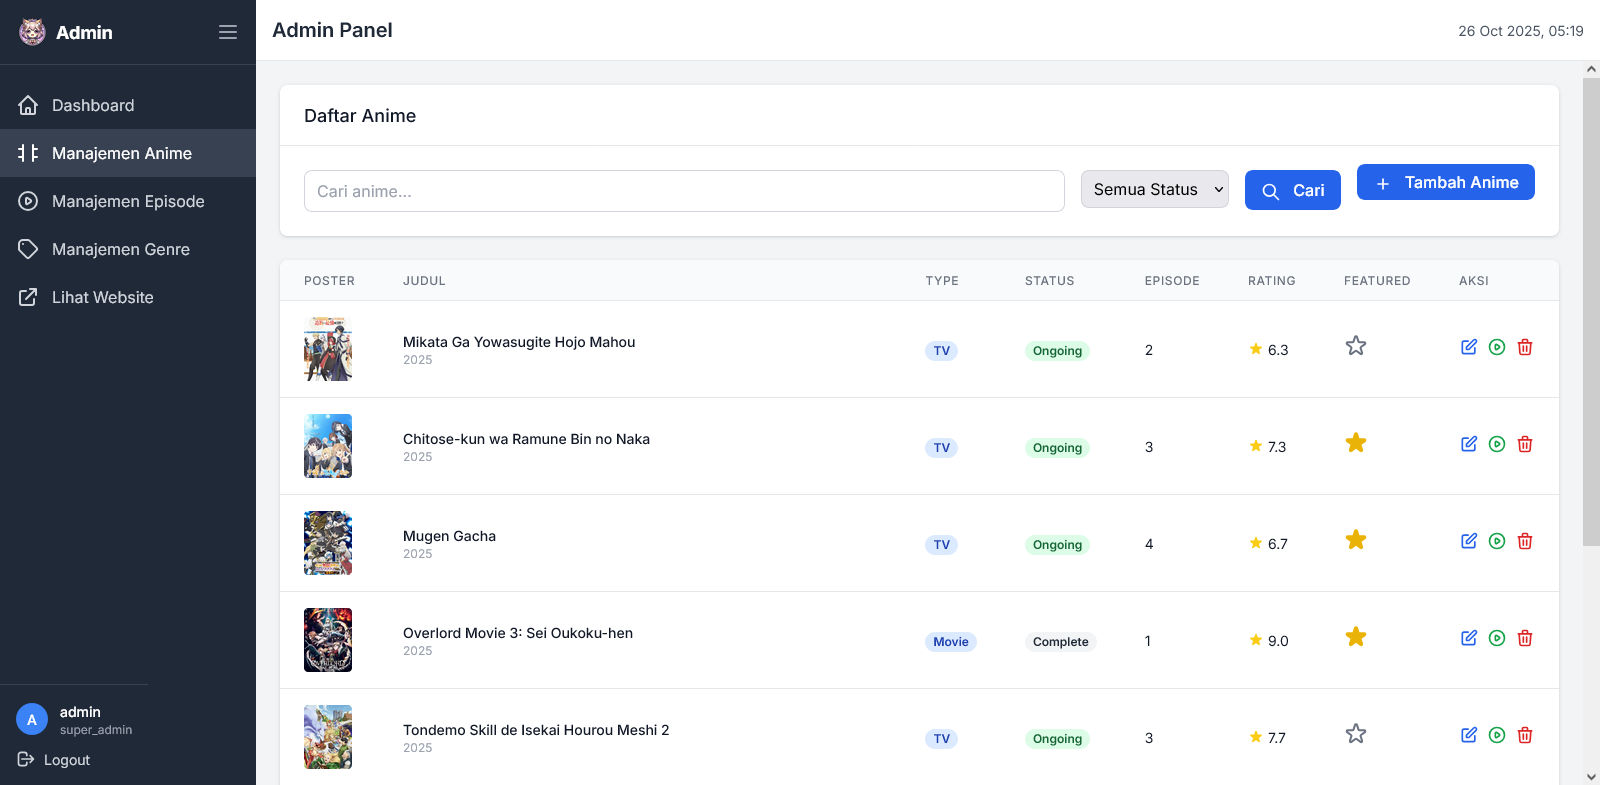 Admin
Admin Panel
26 Oct 2025, 05:19
Dashboard
Manajemen Anime
Manajemen Episode
Manajemen Genre
Lihat Website
A
admin
super_admin
Logout
Daftar Anime
Cari anime...
Semua Status
Cari
Tambah Anime
POSTER JUDUL TYPE STATUS EPISODE RATING FEATURED AKSI
Mikata Ga Yowasugite Hojo Mahou
2025
TV Ongoing 2 6.3
Chitose-kun wa Ramune Bin no Naka
2025
TV Ongoing 3 7.3
Mugen Gacha
2025
TV Ongoing 4 6.7
Overlord Movie 3: Sei Oukoku-hen
2025
Movie Complete 1 9.0
Tondemo Skill de Isekai Hourou Meshi 2
2025
TV Ongoing 3 7.7